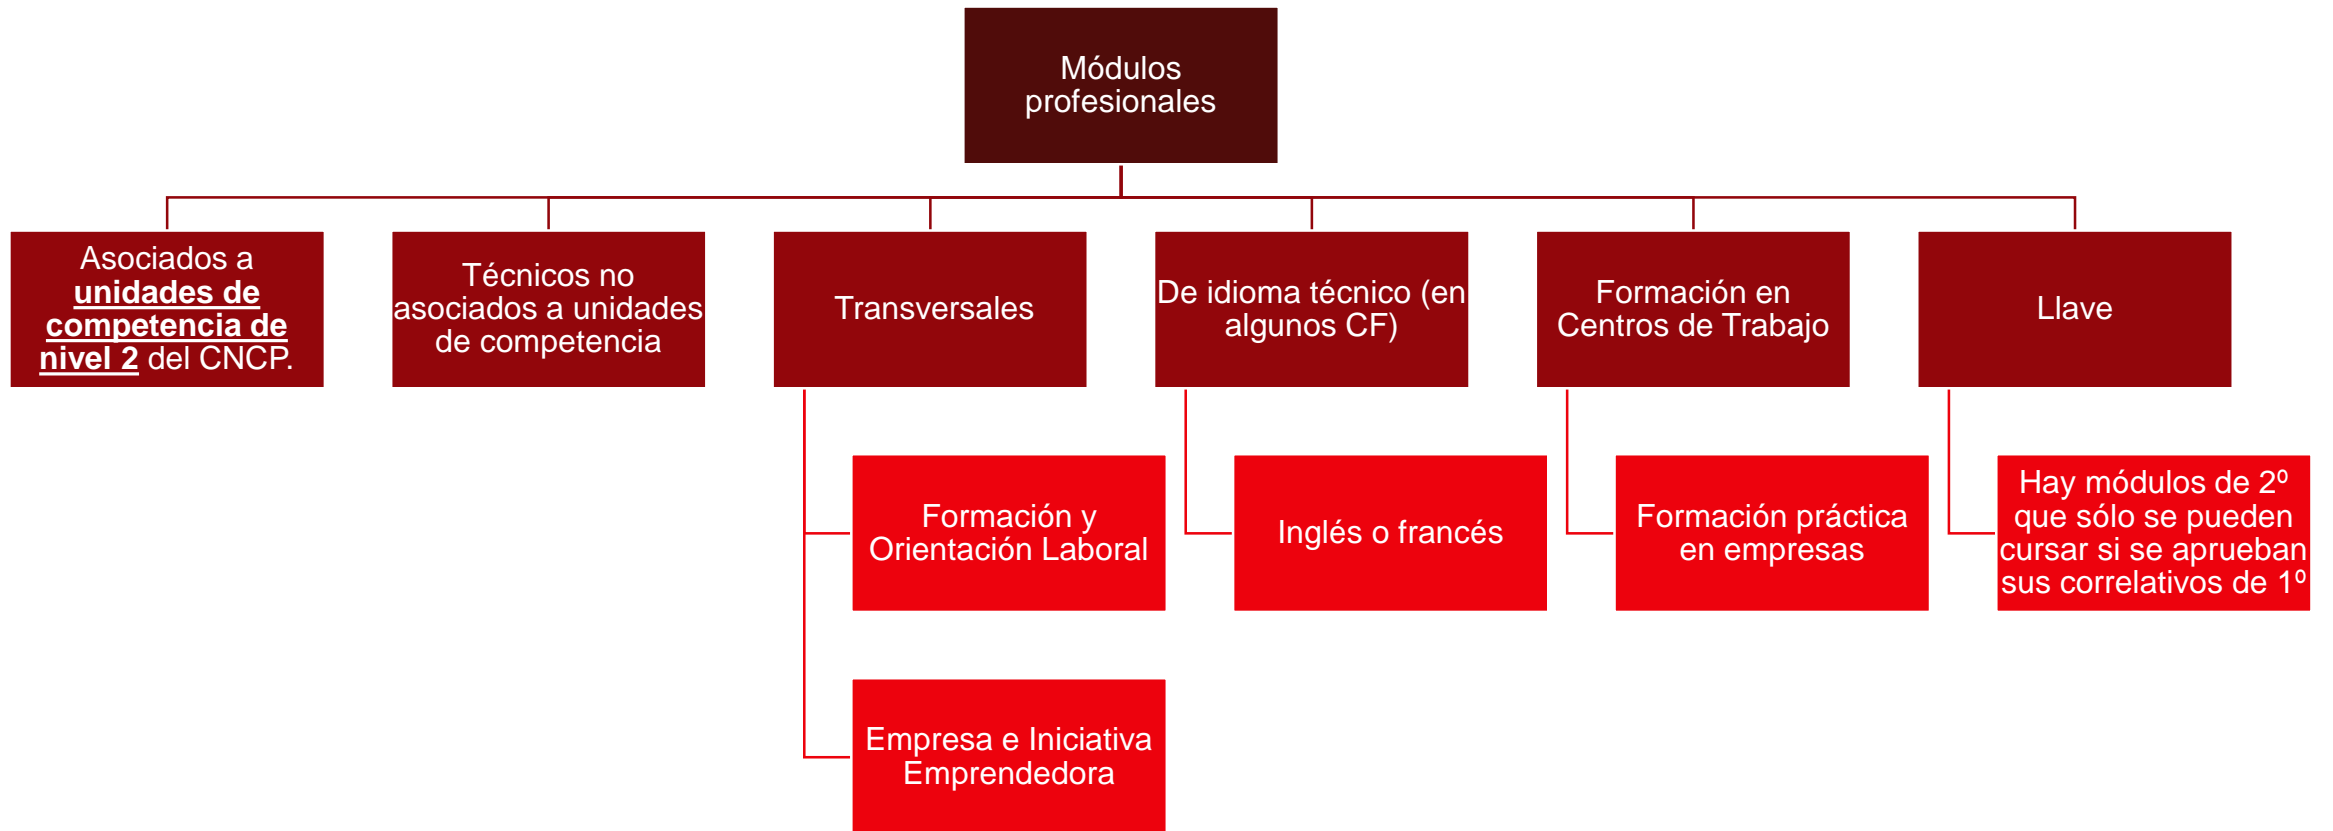 Módulos
profesionales
Asociados a
unidades de
competencia de
nivel 2 del CNCP.
Técnicos no
asociados a unidades
de competencia
Transversales
De idioma técnico (en
algunos CF)
Formación en
Centros de Trabajo
Llave
Formación y
Orientación Laboral
Inglés o francés
Formación práctica
en empresas
Hay módulos de 2º
que sólo se pueden
cursar si se aprueban
sus correlativos de 1º
Empresa e Iniciativa
Emprendedora